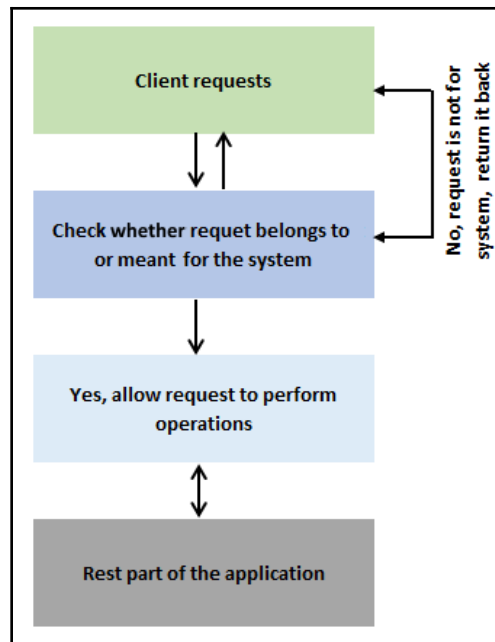 Client requests
No, request is not for
system, return it back
Check whether requet belongs to
or meant for the system
Yes, allow request to perform
operations
Rest part of the application